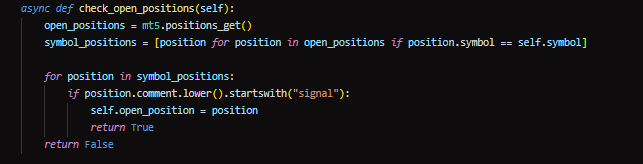 async def check_open_positions(self):
    open_positions = mt5.positions_get()
    symbol_positions = [position for position in open_positions if position.symbol == self.symbol]

    for position in symbol_positions:
        if position.comment.lower().startswith("signal"):
            self.open_position = position
            return True
    return False